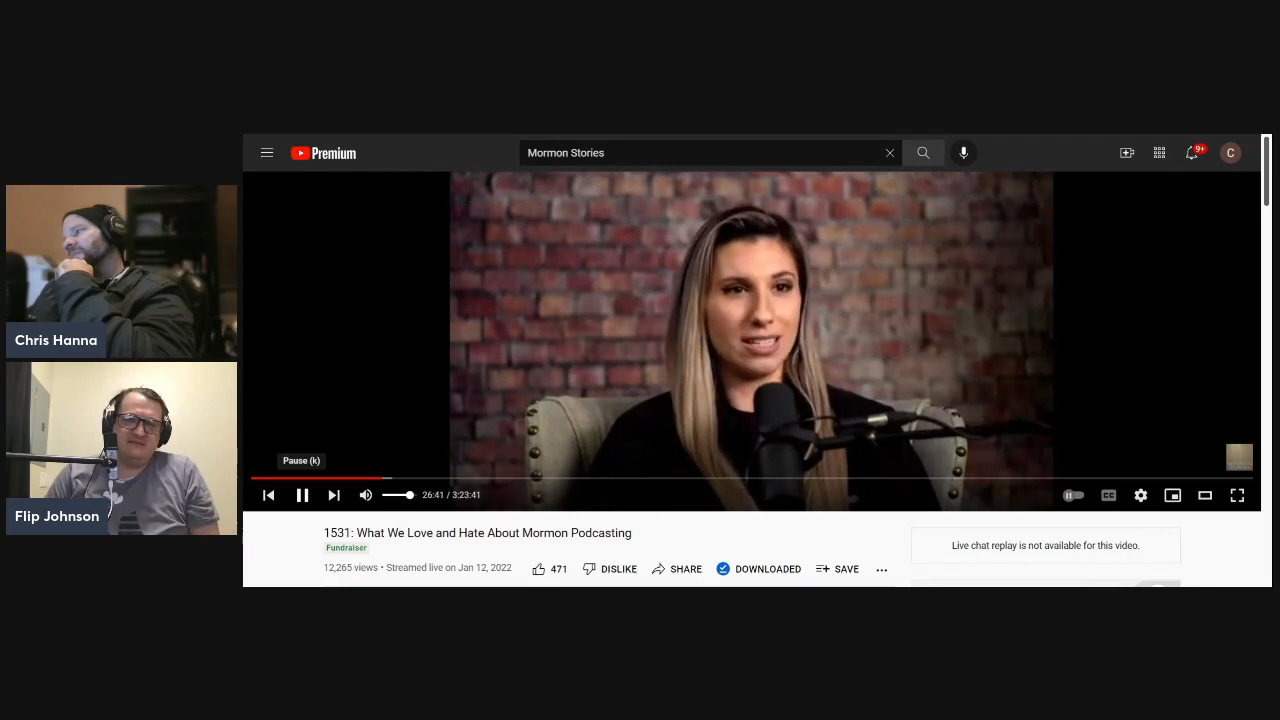 Premium
Mormon Stories
9+
C
Chris Hanna
Flip Johnson
Pause (k)
26:41 / 3:23:41
1531: What We Love and Hate About Mormon Podcasting
Fundraiser
12,265 views • Streamed live on Jan 12, 2022
471
DISLIKE
SHARE
DOWNLOADED
SAVE
Live chat replay is not available for this video.